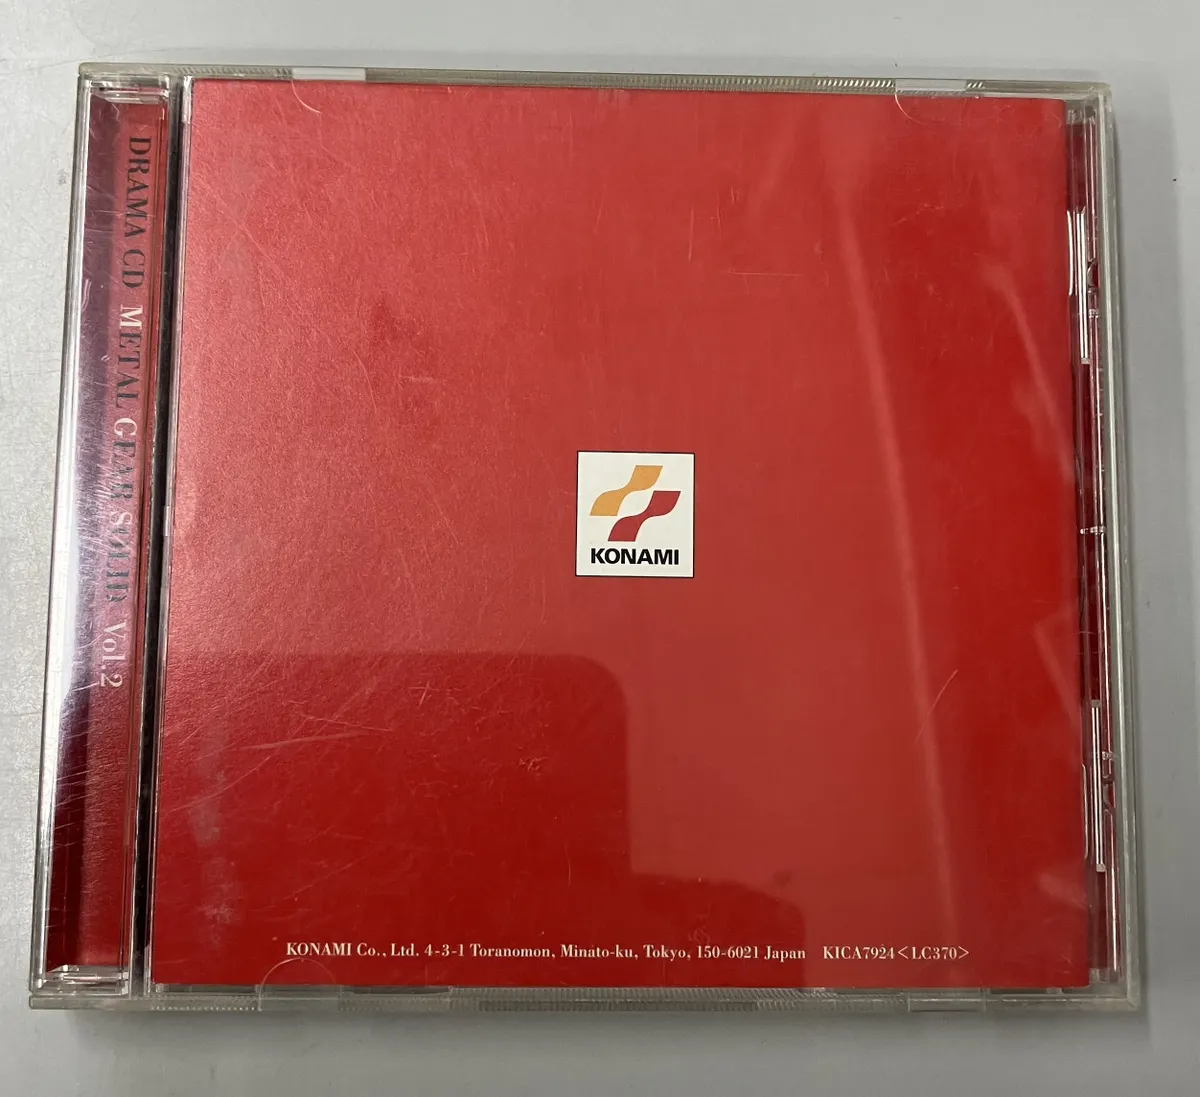 DRAMA CD METAL GEAR SOLID Vol.2
KONAMI
KONAMI Co., Ltd. 4-3-1 Toranomon, Minato-ku, Tokyo, 150-6021 Japan KICA7924<LC370>